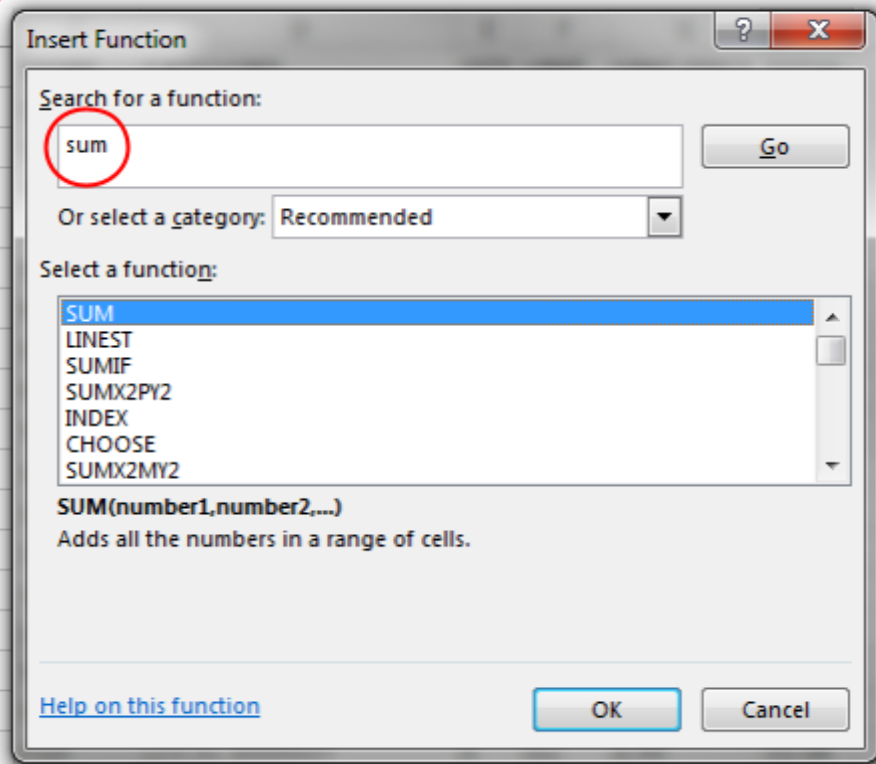 Insert Function
? X
Search for a function:
sum
Go
Or select a category: Recommended
Select a function:
SUM
LINEST
SUMIF
SUMX2PY2
INDEX
CHOOSE
SUMX2MY2
SUM(number1,number2,...)
Adds all the numbers in a range of cells.
Help on this function
OK Cancel